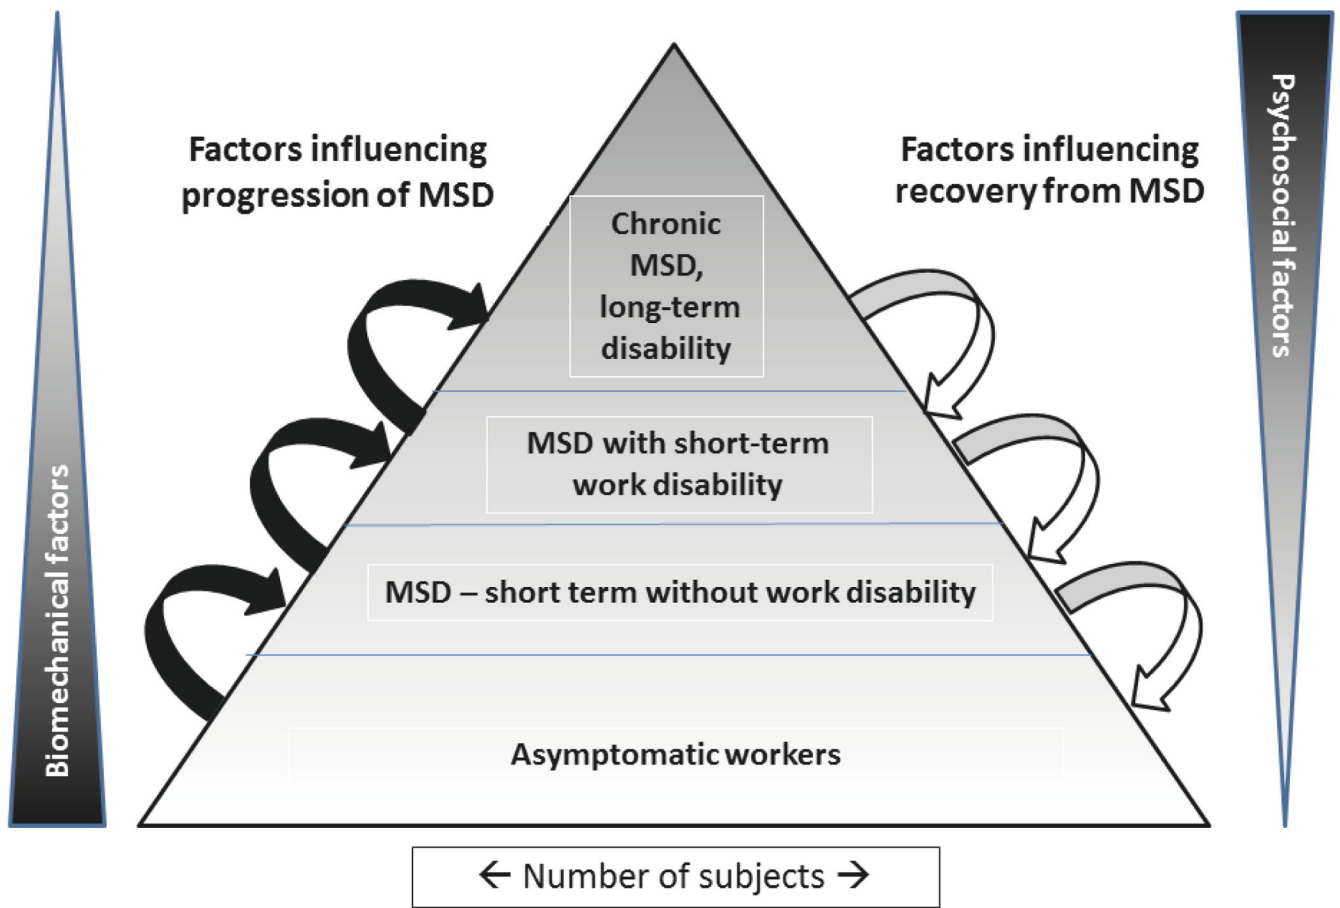 Factors influencing
progression of MSD
Factors influencing
recovery from MSD
Psychosocial factors
Biomechanical factors
Chronic
MSD,
long-term
disability
MSD with short-term
work disability
MSD – short term without work disability
Asymptomatic workers
← Number of subjects →